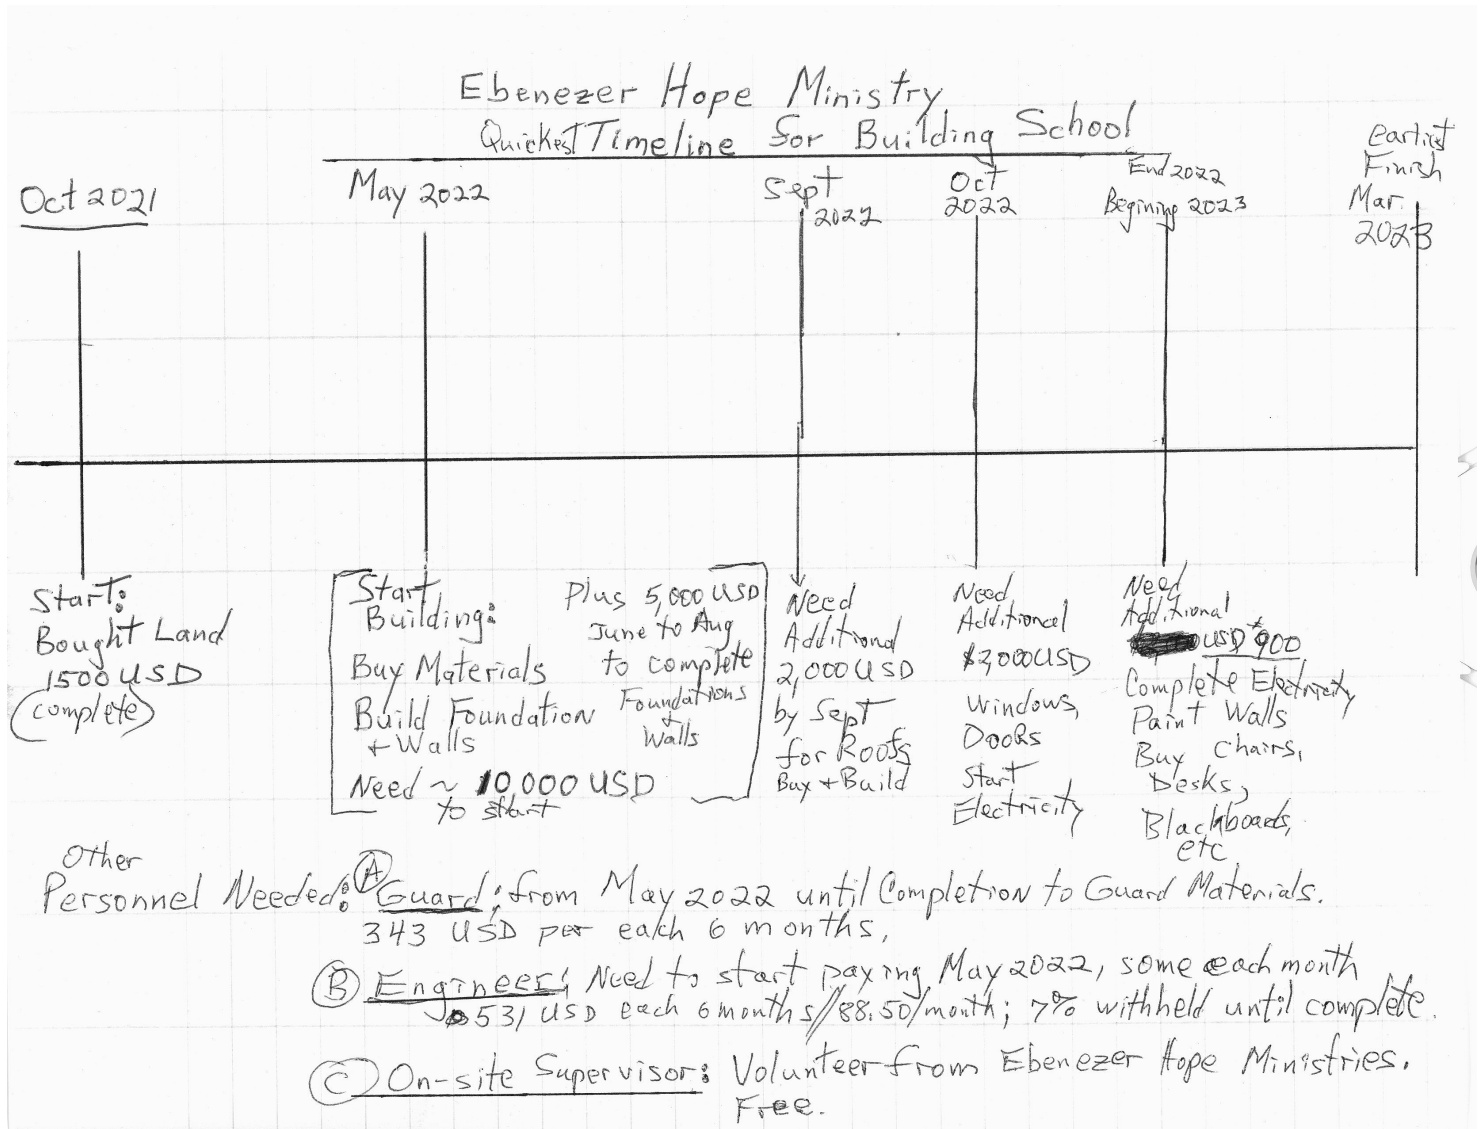 Ebenezer Hope Ministry
Quickest Timeline for Building School
Oct 2021
May 2022
Sept
2022
Oct
2022
End 2022
Begining 2023
earlist
Finish
Mar.
2023
Start:
Bought Land
1500 USD
(complete)
Start
Building:
Buy Materials
Build Foundation
+ Walls
Need ~ 10,000 USD
to start
Plus 5,000 USD
June to Aug
to complete
Foundations
+
Walls
Need
Additional
2,000 USD
by Sept
for Roofs
Buy + Build
Need
Additional
$2,000 USD
Windows,
Doors
Start
Electricity
Need
Additional
USD 900
Complete Electricity
Paint Walls
Buy Chairs,
Desks,
Blackboards,
etc
Other
Personnel Needed: A Guard: from May 2022 until Completion to Guard Materials.
343 USD per each 6 months,
B Engineer: Need to start paying May 2022, some each month
531 USD each 6 months//88.50/month; 7% withheld until complete.
C On-site Supervisor: Volunteer from Ebenezer Hope Ministries.
Free.